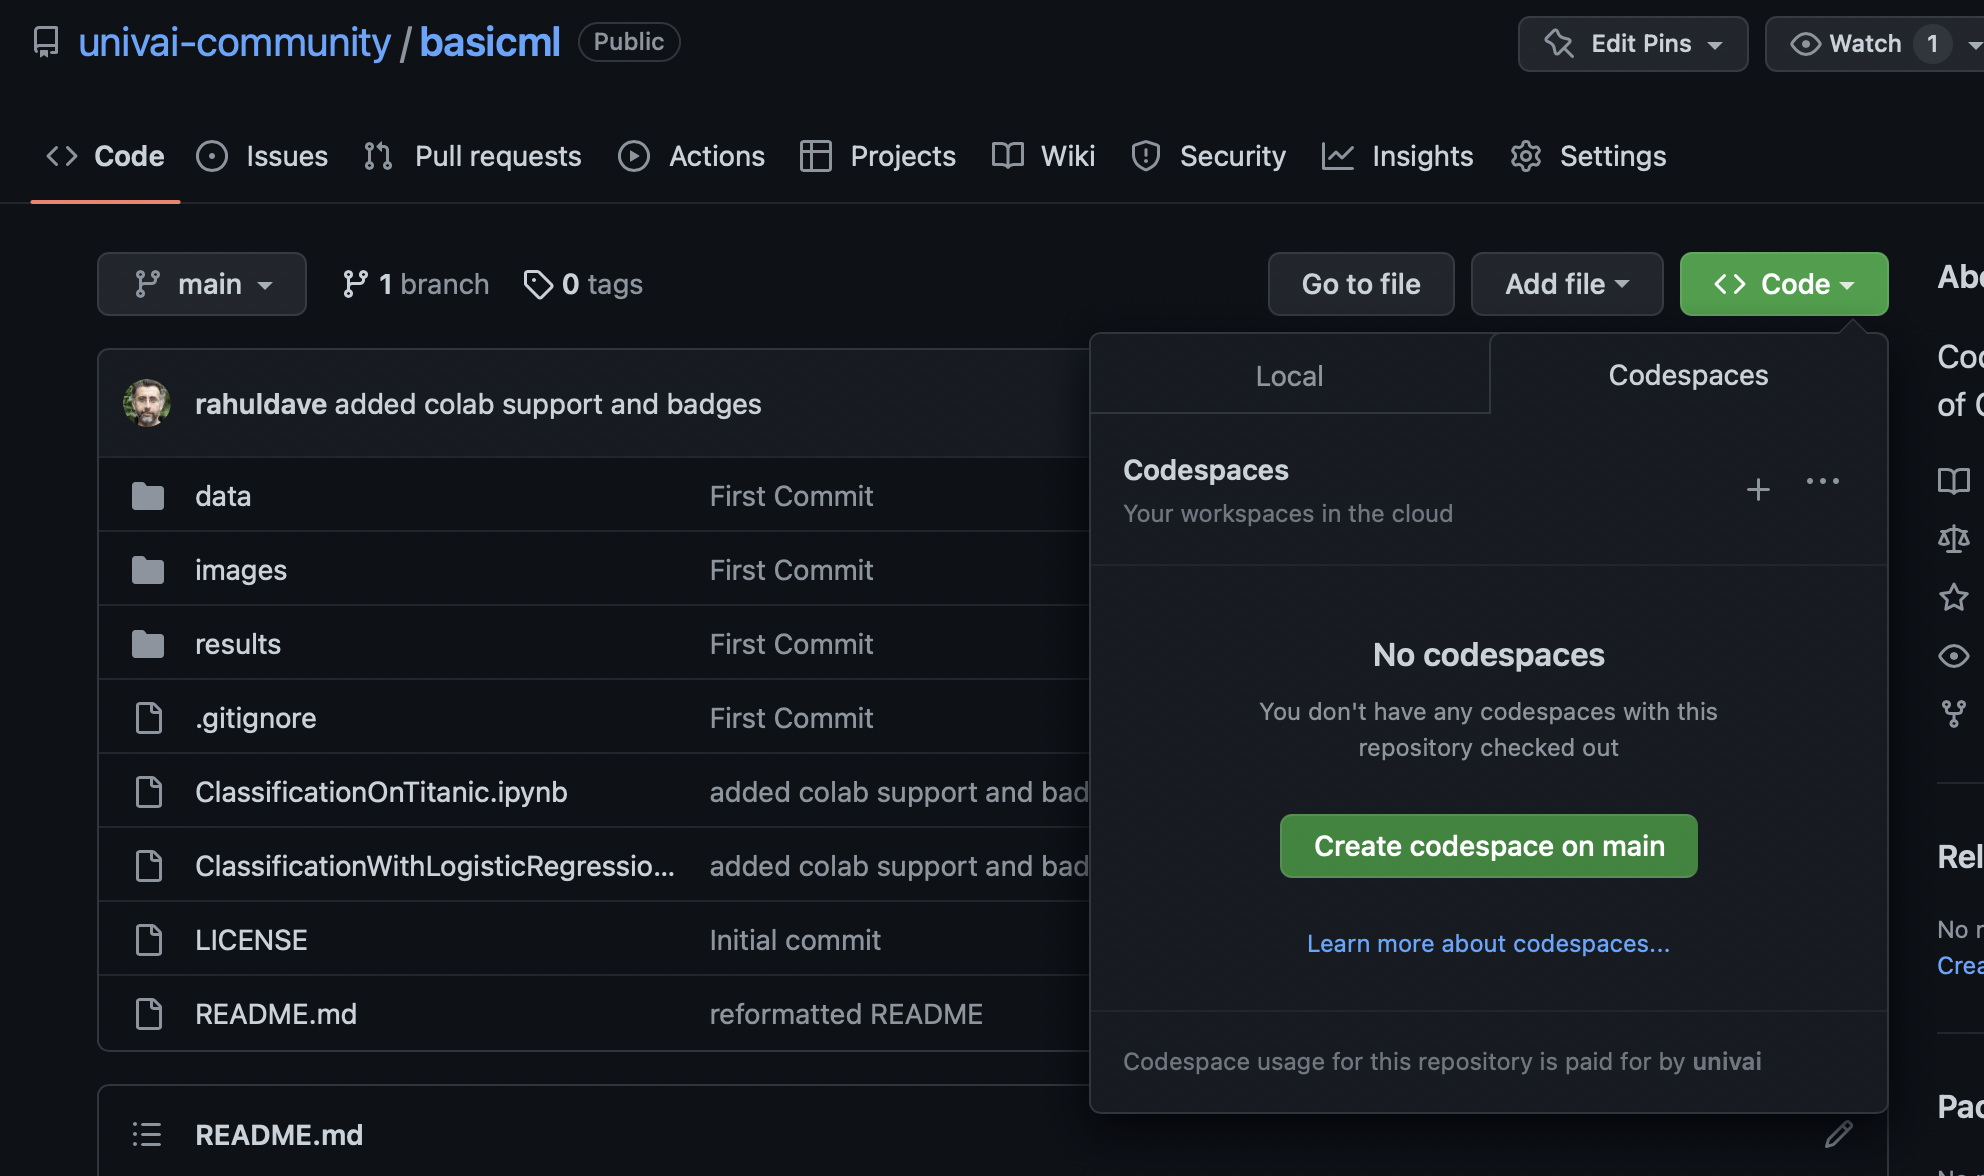 univai-community / basicml Public
Edit Pins
Watch 1
Code Issues Pull requests Actions Projects Wiki Security Insights Settings
main 1 branch 0 tags
Go to file Add file Code
rahuldave added colab support and badges
data First Commit
images First Commit
results First Commit
.gitignore First Commit
ClassificationOnTitanic.ipynb added colab support and bad
ClassificationWithLogisticRegressio... added colab support and bad
LICENSE Initial commit
README.md reformatted README
README.md
Local Codespaces
Codespaces
Your workspaces in the cloud
No codespaces
You don't have any codespaces with this
repository checked out
Create codespace on main
Learn more about codespaces...
Codespace usage for this repository is paid for by univai
of
Rel
No
Crea